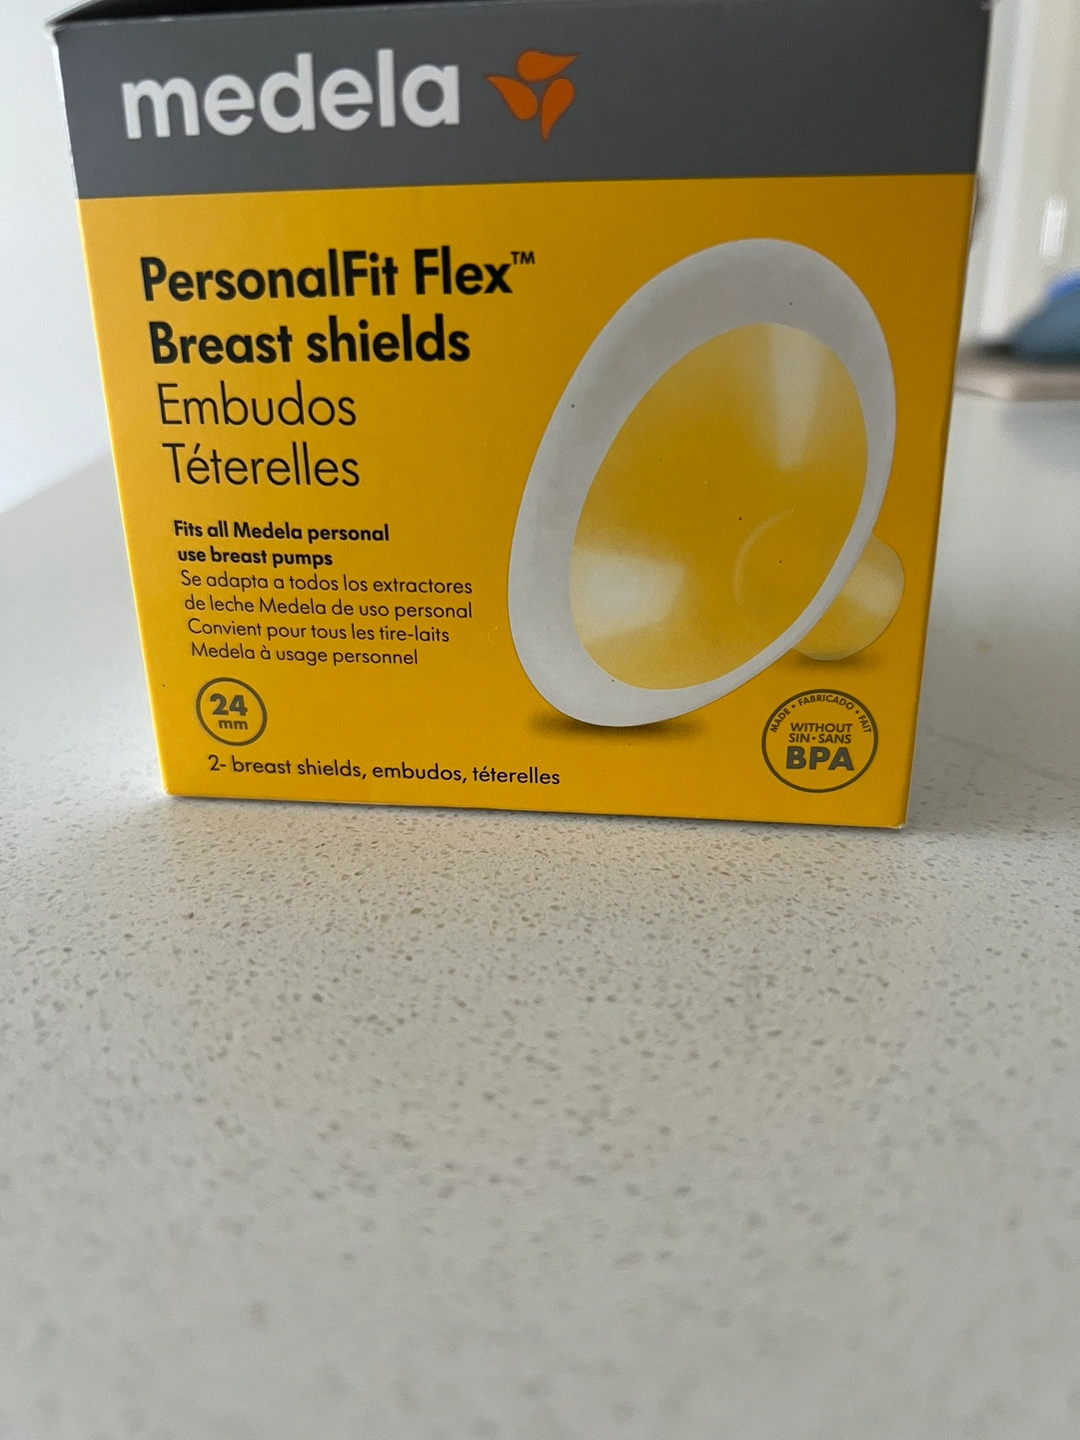 medela
PersonalFit Flex™
Breast shields
Embudos
Téterelles
Fits all Medela personal
use breast pumps
Se adapta a todos los extractores
de leche Medela de uso personal
Convient pour tous les tire-laits
Medela à usage personnel
24
mm
2- breast shields, embudos, téterelles
MADE • FABRICADO • FAIT
WITHOUT
SIN • SANS
BPA